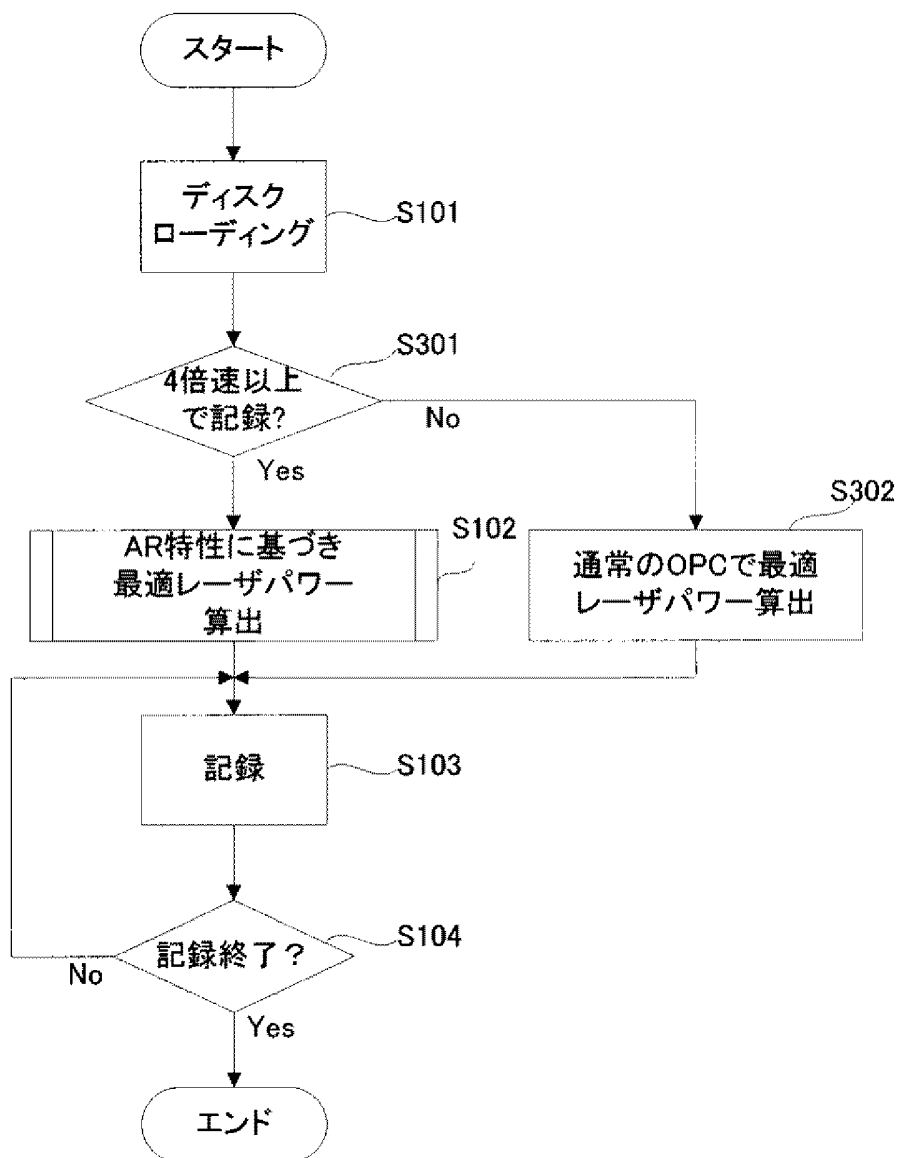 スタート
ディスク
ローディング
S101
S301
4倍速以上
で記録?
No
Yes
S302
S102
AR特性に基づき
最適レーザパワー
算出
通常のOPCで最適
レーザパワー算出
記録
S103
S104
記録終了？
No
Yes
エンド